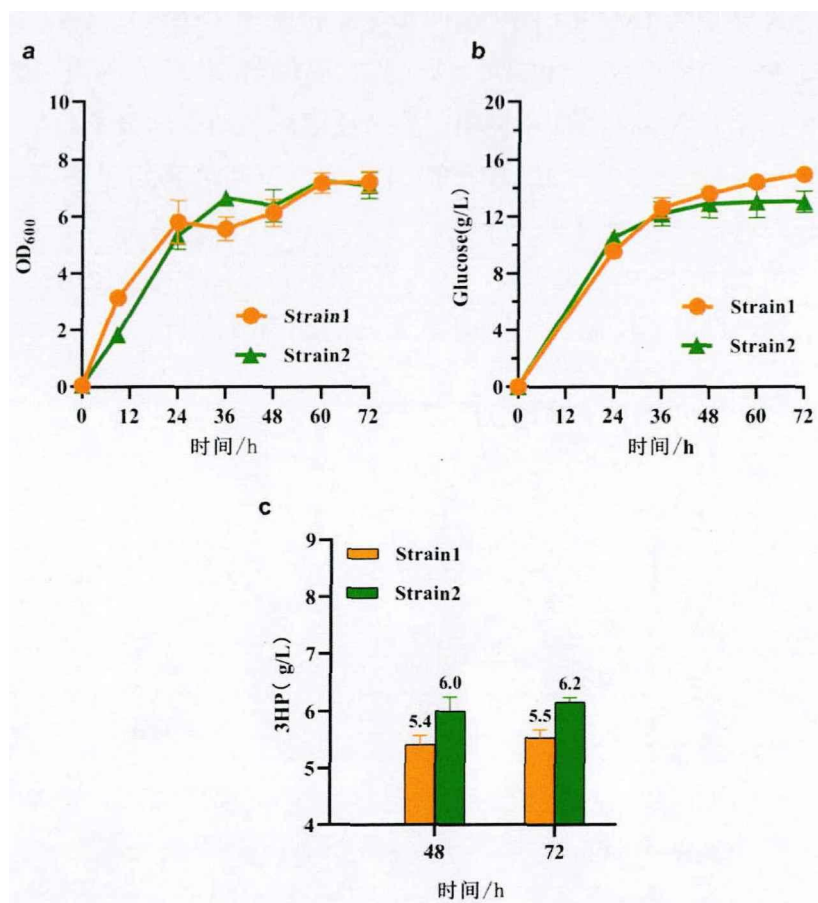 a
10
8
6
4
2
0
OD600
Strain1
Strain2
0 12 24 36 48 60 72
时间/h
b
20
16
12
8
4
0
Glucose(g/L)
Strain1
Strain2
0 12 24 36 48 60 72
时间/h
c
9
8
7
6
5
4
3HP( g/L)
Strain1
Strain2
5.4
6.0
5.5
6.2
48 72
时间/h